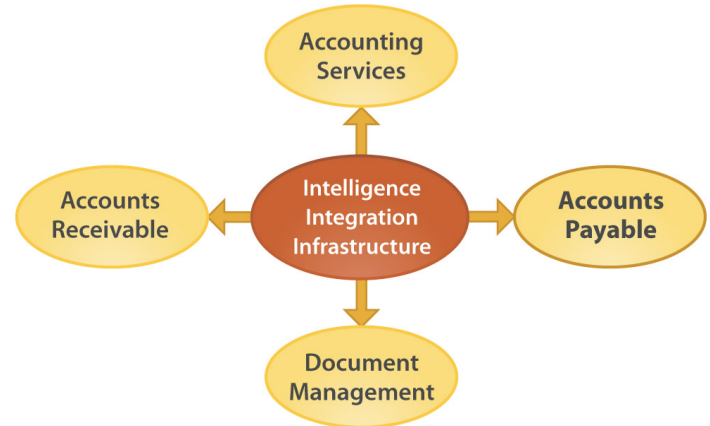 Accounting
Services
Accounts
Receivable
Intelligence
Integration
Infrastructure
Accounts
Payable
Document
Management